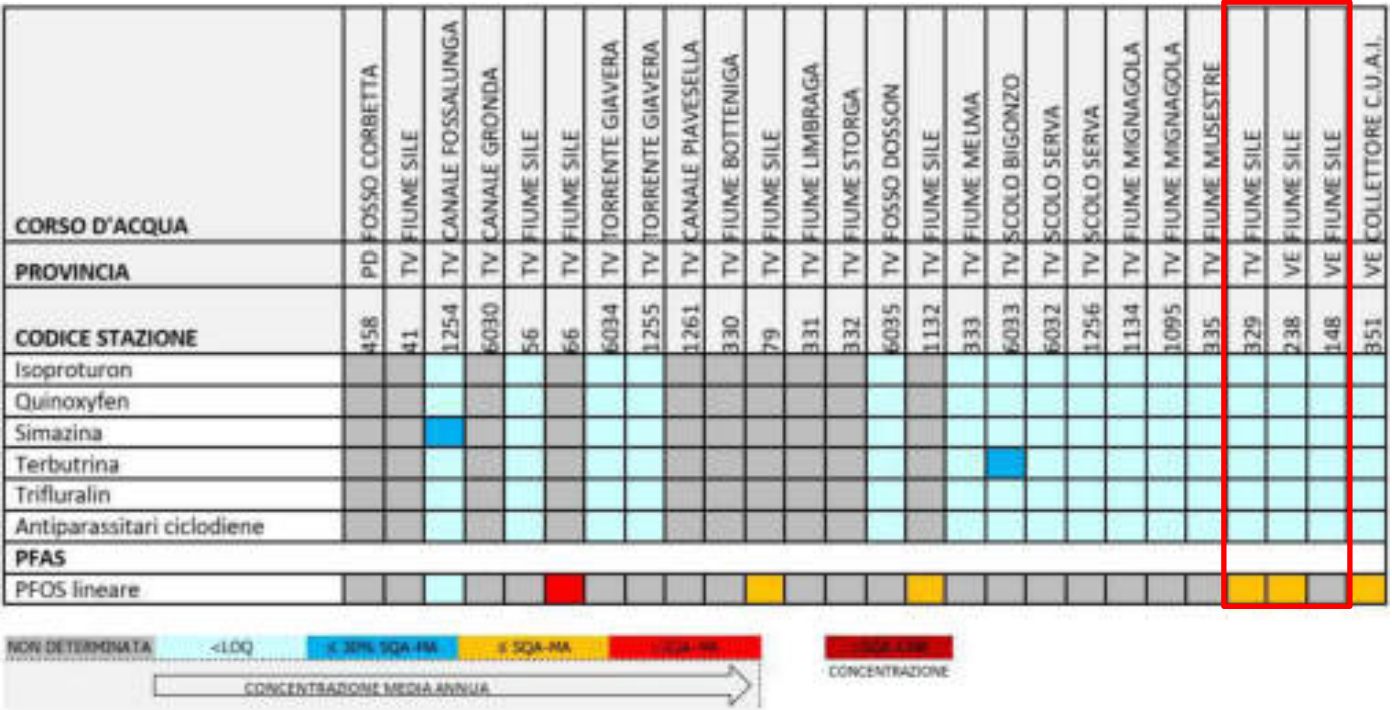 CORSO D'ACQUA FOSSO CORBETTA FIUME SILE CANALE FOSSALUNGA CANALE GRONDA FIUME SILE FIUME SILE TORRENTE GIAVERA TORRENTE GIAVERA CANALE PIAVESELLA FIUME BOTTENIGA FIUME SILE FIUME LIMBRAGA FIUME STORGA FOSSO DOSSON FIUME SILE FIUME MELMA SCOLO BIGONZO SCOLO SERVA SCOLO SERVA FIUME MIGNAGOLA FIUME MIGNAGOLA FIUME MUSESTRE FIUME SILE FIUME SILE FIUME SILE COLLETTORE C.U.A.I.
PROVINCIA PD TV TV TV TV TV TV TV TV TV TV TV TV TV TV TV TV TV TV TV TV TV TV VE VE VE
CODICE STAZIONE 458 41 1254 6030 56 66 6034 1255 1261 330 79 331 332 6035 1132 333 6033 6032 1256 1134 1095 335 329 238 148 351
Isoproturon
Quinoxyfen
Simazina
Terbutrina
Trifluralin
Antiparassitari ciclodiene
PFAS
PFOS lineare
NON DETERMINATA <LOQ ≤ 30% SQA-MA ≤ SQA-MA
CONCENTRAZIONE MEDIA ANNUA
CONCENTRAZIONE